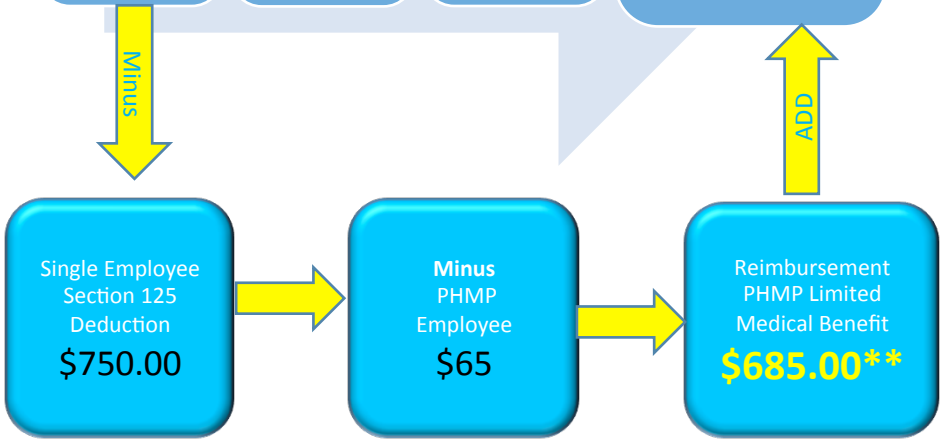 Minus
ADD
Single Employee
Section 125
Deduction
$750.00
Minus
PHMP
Employee
$65
Reimbursement
PHMP Limited
Medical Benefit
$685.00**